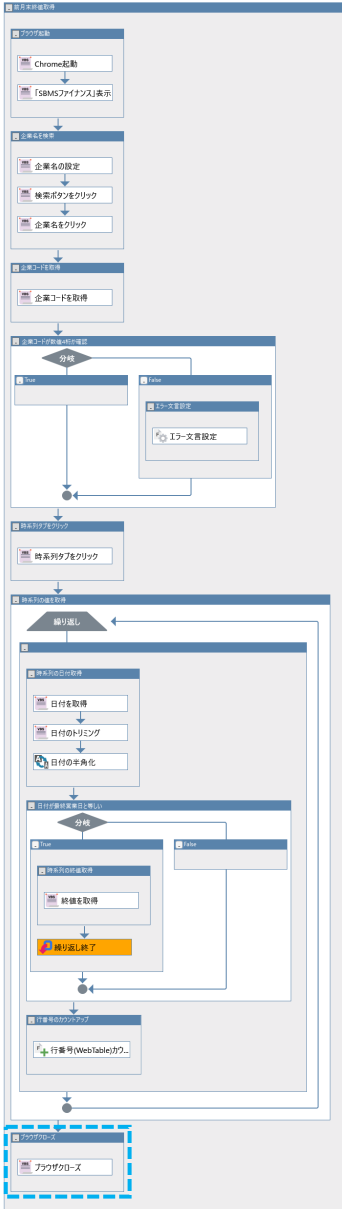 前月末終値取得
ブラウザ起動
Chrome起動
「SBMSファイナンス」表示
企業名を検索
企業名の設定
検索ボタンをクリック
企業名をクリック
企業コードを取得
企業コードを取得
企業コードが数値4桁か確認
分岐
True
False
エラー文言設定
エラー文言設定
時系列タブをクリック
時系列タブをクリック
時系列の値を取得
繰り返し
時系列の日付取得
日付を取得
日付のトリミング
日付の半角化
日付が最終営業日と等しい
分岐
True
False
時系列の終値取得
終値を取得
繰り返し終了
行番号のカウントアップ
行番号(WebTable)カウ...
ブラウザクローズ
ブラウザクローズ